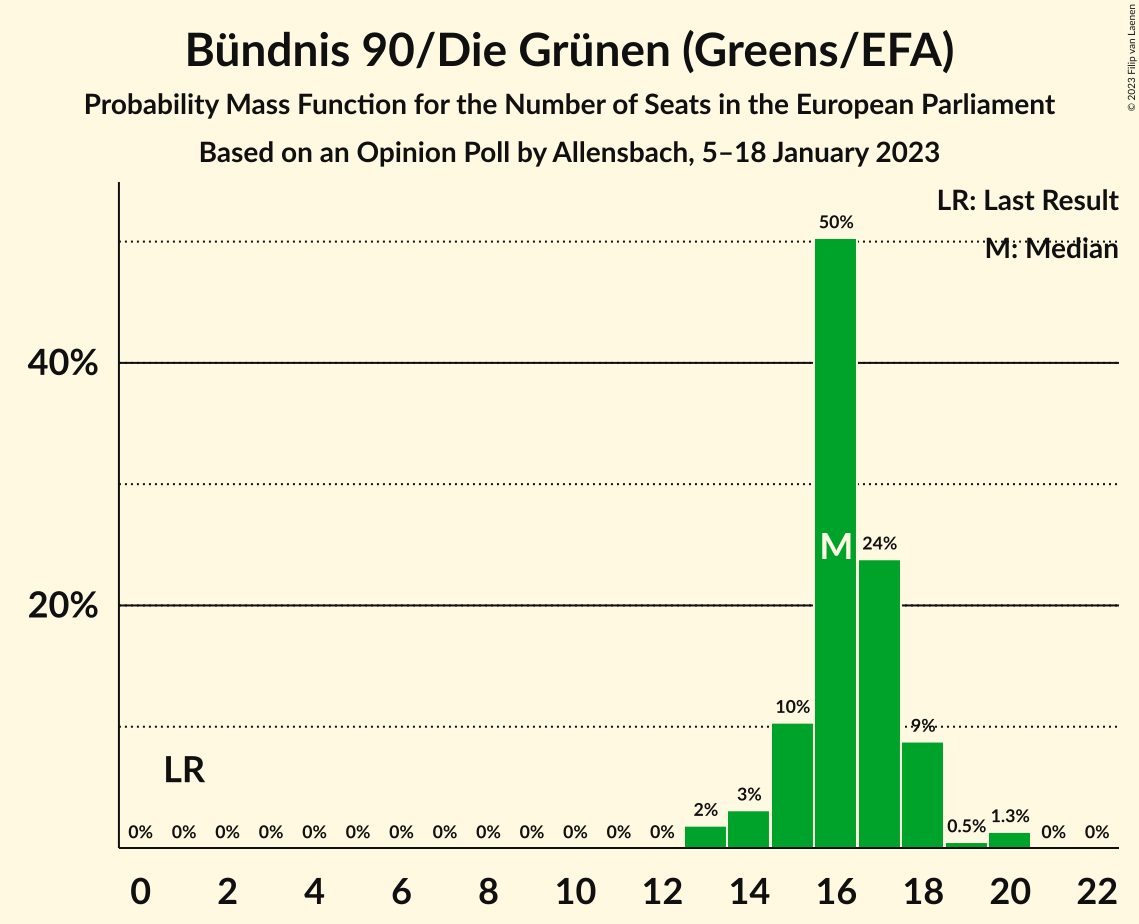 Bündnis 90/Die Grünen (Greens/EFA)
Probability Mass Function for the Number of Seats in the European Parliament
Based on an Opinion Poll by Allensbach, 5–18 January 2023
© 2023 Filip van Laenen
LR: Last Result
M: Median
50%
40%
M
24%
20%
10%
9%
LR
3%
2%
1.3%
0.5%
0% 0% 0% 0% 0% 0% 0% 0% 0% 0% 0% 0% 0% 0% 0%
0 2 4 6 8 10 12 14 16 18 20 22